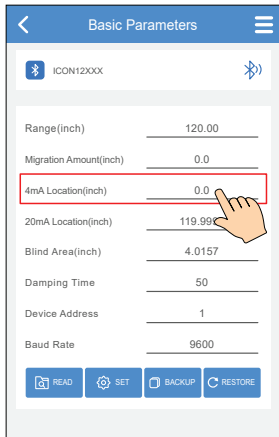 Basic Parameters
ICON12XXX
Range(inch) 120.00
Migration Amount(inch) 0.0
4mA Location(inch) 0.0
20mA Location(inch) 119.99
Blind Area(inch) 4.0157
Damping Time 50
Device Address 1
Baud Rate 9600
READ SET BACKUP RESTORE